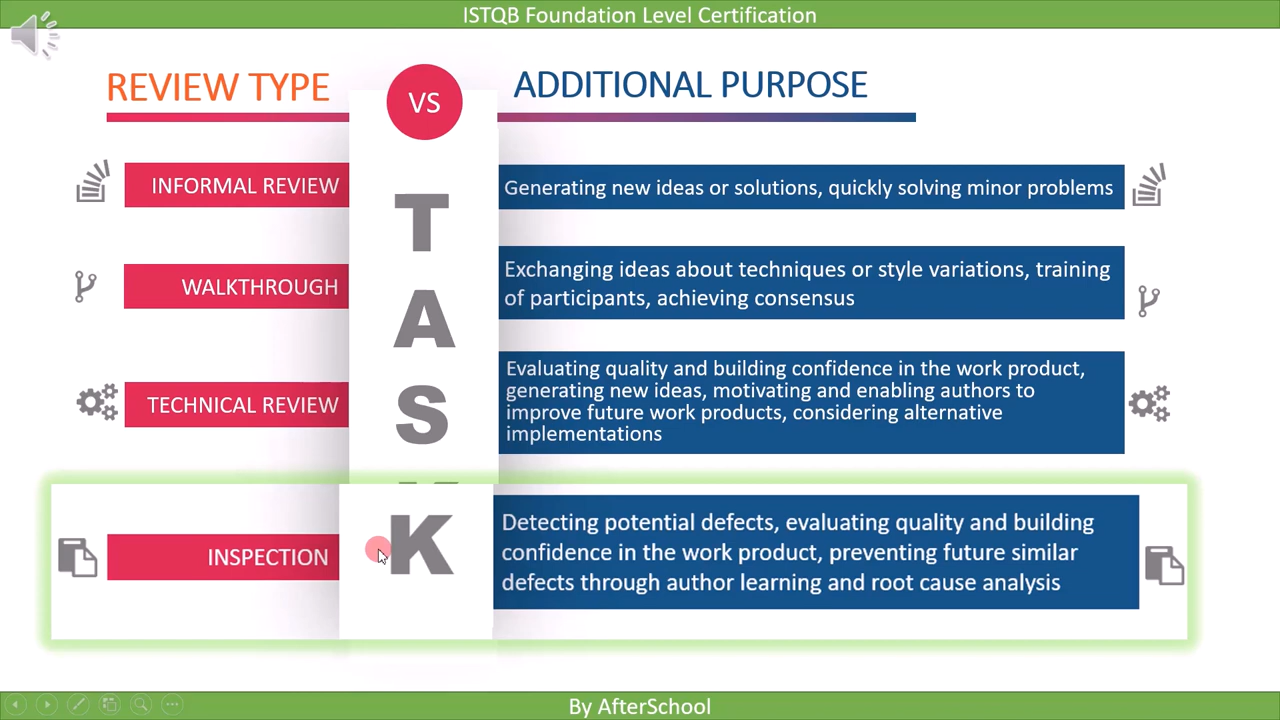 ISTQB Foundation Level Certification
REVIEW TYPE
VS
ADDITIONAL PURPOSE
INFORMAL REVIEW
Generating new ideas or solutions, quickly solving minor problems
WALKTHROUGH
Exchanging ideas about techniques or style variations, training
of participants, achieving consensus
TECHNICAL REVIEW
Evaluating quality and building confidence in the work product,
generating new ideas, motivating and enabling authors to
improve future work products, considering alternative
implementations
INSPECTION
Detecting potential defects, evaluating quality and building
confidence in the work product, preventing future similar
defects through author learning and root cause analysis
T
A
S
K
By AfterSchool